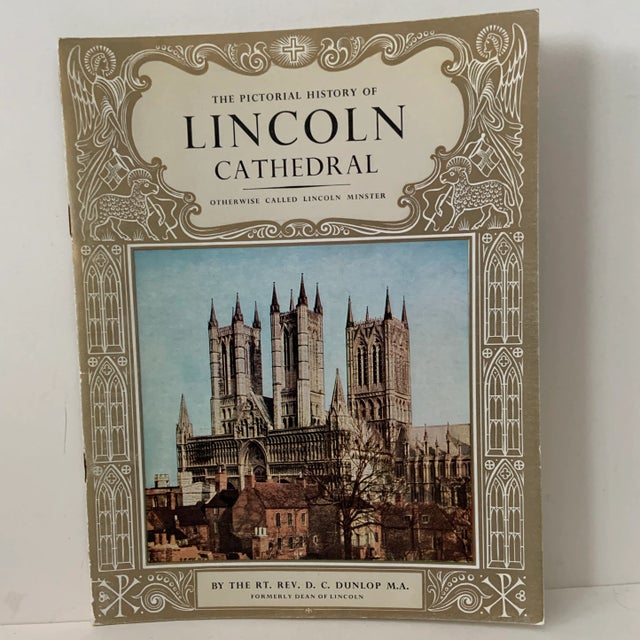 THE PICTORIAL HISTORY OF
LINCOLN
CATHEDRAL
OTHERWISE CALLED LINCOLN MINSTER
BY THE RT. REV. D. C. DUNLOP M.A.
FORMERLY DEAN OF LINCOLN